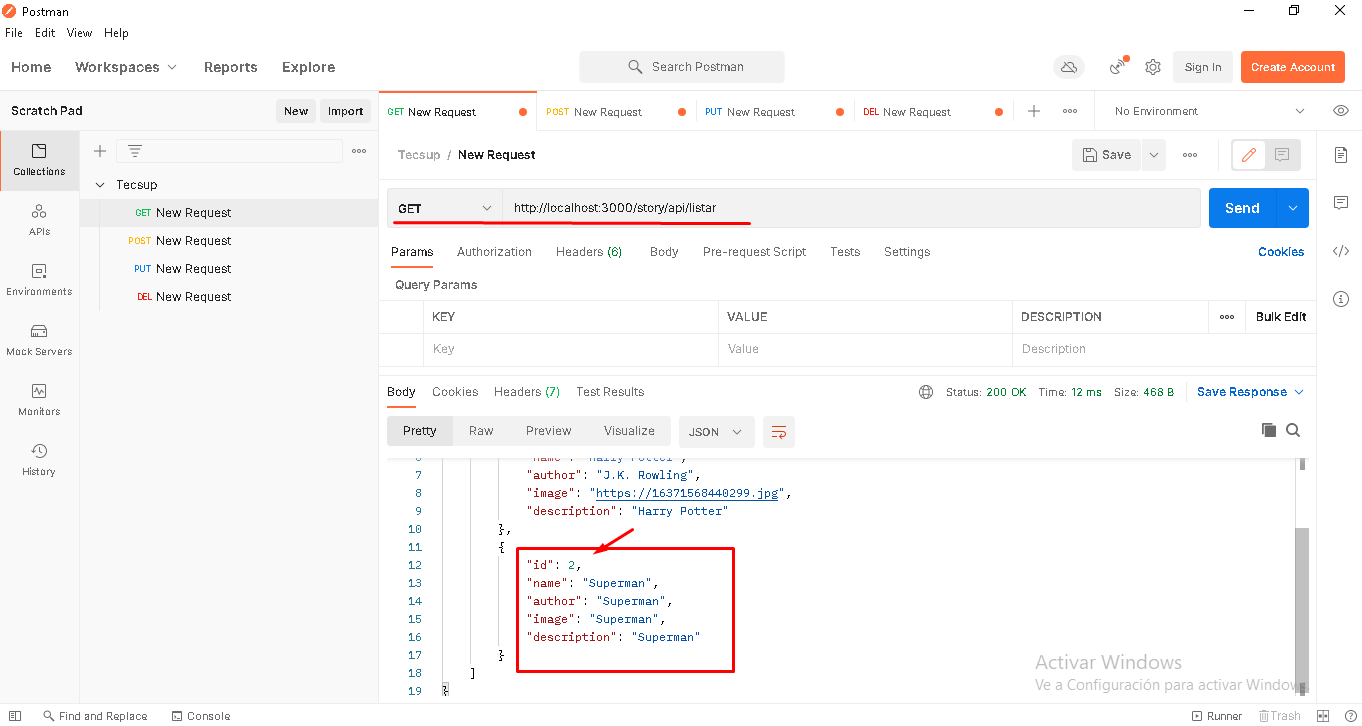 Postman
File Edit View Help
Home Workspaces Reports Explore Search Postman Sign In Create Account
Scratch Pad New Import
GET New Request POST New Request PUT New Request DEL New Request No Environment
Collections
APIs
Environments
Mock Servers
Monitors
History
Tecsup
GET New Request
POST New Request
PUT New Request
DEL New Request
Tecsup / New Request Save
GET http://localhost:3000/story/api/listar Send
Params Authorization Headers (6) Body Pre-request Script Tests Settings Cookies
Query Params
KEY VALUE DESCRIPTION Bulk Edit
Key Value Description
Body Cookies Headers (7) Test Results Status: 200 OK Time: 12 ms Size: 468 B Save Response
Pretty Raw Preview Visualize JSON
6 "name": "Harry Potter",
7 "author": "J.K. Rowling",
8 "image": "https://16371568440299.jpg",
9 "description": "Harry Potter"
10 },
11 {
12 "id": 2,
13 "name": "Superman",
14 "author": "Superman",
15 "image": "Superman",
16 "description": "Superman"
17 }
18 ]
19 }
Activar Windows
Ve a Configuración para activar Windows.
Find and Replace Console Runner Trash